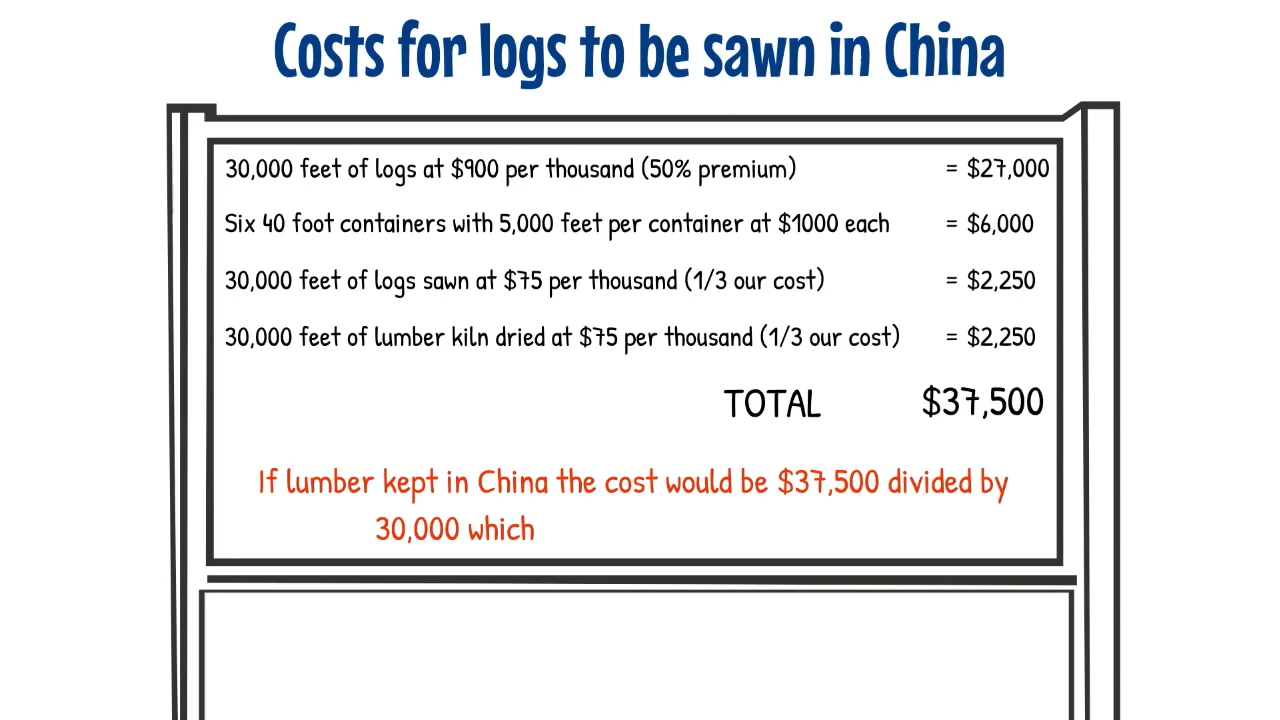 Costs for logs to be sawn in China
30,000 feet of logs at $900 per thousand (50% premium) = $27,000
Six 40 foot containers with 5,000 feet per container at $1000 each = $6,000
30,000 feet of logs sawn at $75 per thousand (1/3 our cost) = $2,250
30,000 feet of lumber kiln dried at $75 per thousand (1/3 our cost) = $2,250
TOTAL $37,500
If lumber kept in China the cost would be $37,500 divided by
30,000 which